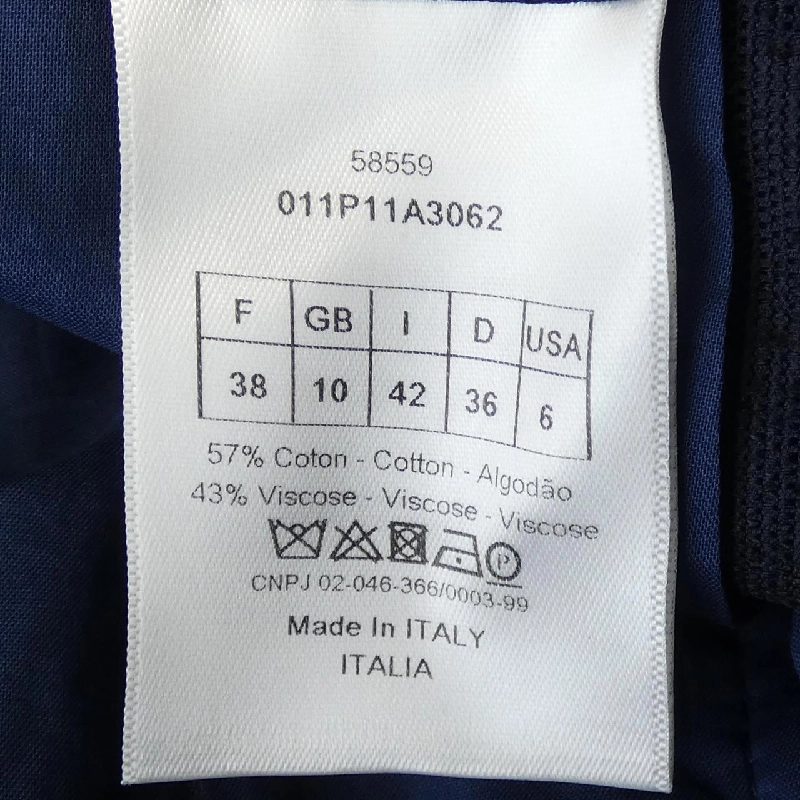 58559
011P11A3062
F GB I D USA
38 10 42 36 6
57% Coton - Cotton - Algodão
43% Viscose - Viscose - Viscose
P
CNPJ 02-046-366/0003-99
Made In ITALY
ITALIA